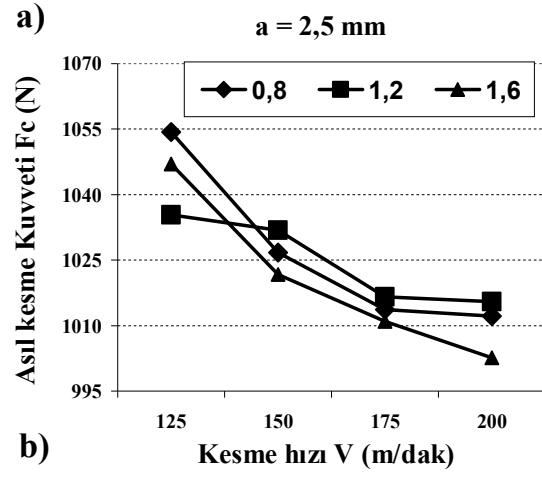 a)
a = 2,5 mm
0,8 1,2 1,6
Asıl kesme Kuvveti Fc (N)
1070
1055
1040
1025
1010
995
125 150 175 200
Kesme hızı V (m/dak)
b)